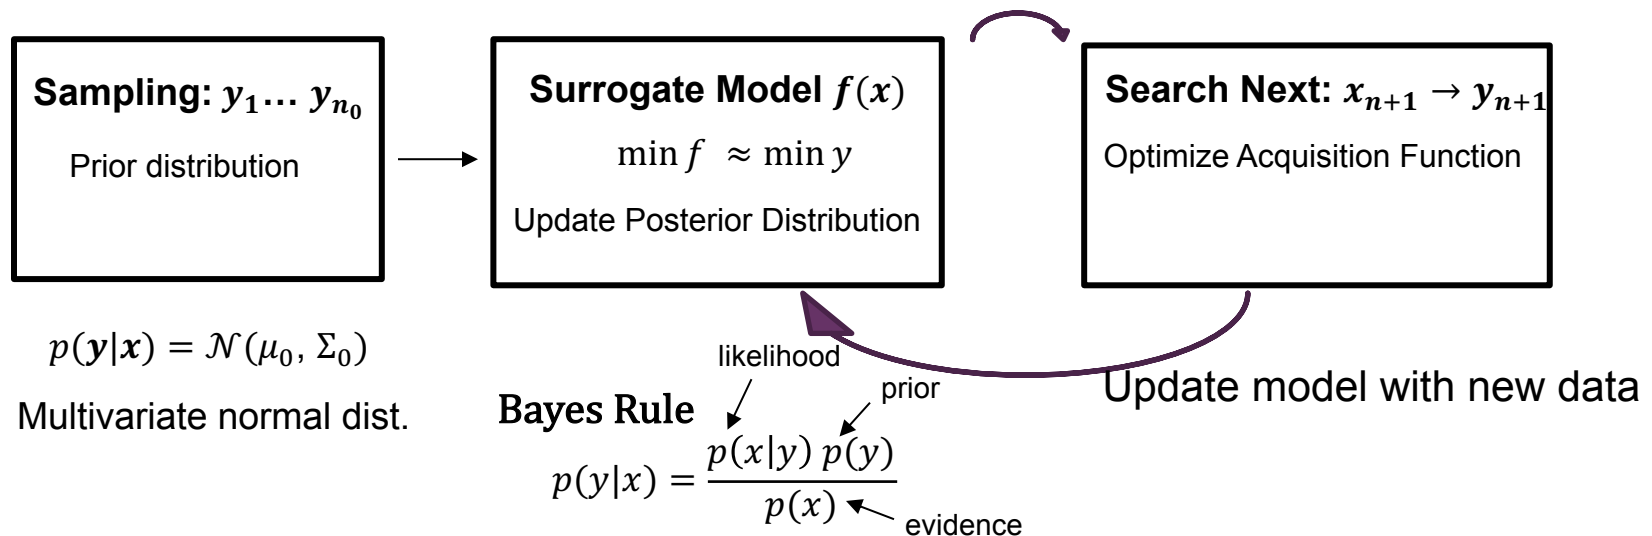 Sampling: y₁… yₙ₀
Prior distribution
p(y|x) = 𝒩(μ₀, Σ₀)
Multivariate normal dist.
Surrogate Model f(x)
min f ≈ min y
Update Posterior Distribution
Search Next: xₙ₊₁ → yₙ₊₁
Optimize Acquisition Function
Update model with new data
likelihood
prior
Bayes Rule
p(y|x) = p(x|y) p(y) / p(x)
evidence